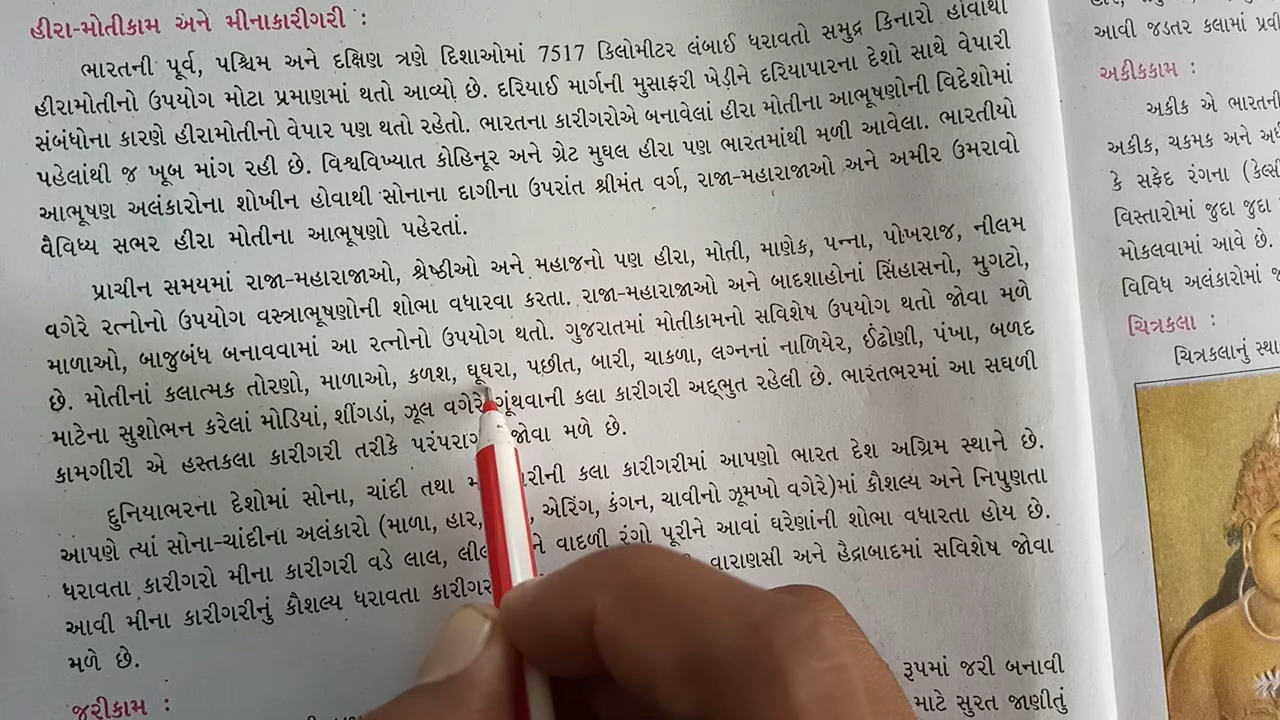 હીરા-મોતીકામ અને મીનાકારીગરી :
ભારતની પૂર્વ, પશ્ચિમ અને દક્ષિણ ત્રણે દિશાઓમાં 7517 કિલોમીટર લંબાઈ ધરાવતો સમુદ્ર કિનારો હોવાથી
હીરામોતીનો ઉપયોગ મોટા પ્રમાણમાં થતો આવ્યો છે. દરિયાઈ માર્ગની મુસાફરી ખેડીને દરિયાપારના દેશો સાથે વેપારી
સંબંધોના કારણે હીરામોતીનો વેપાર પણ થતો રહેતો. ભારતના કારીગરોએ બનાવેલાં હીરા મોતીના આભૂષણોની વિદેશોમાં
પહેલાંથી જ ખૂબ માંગ રહી છે. વિશ્વવિખ્યાત કોહિનૂર અને ગ્રેટ મુઘલ હીરા પણ ભારતમાંથી મળી આવેલા. ભારતીયો
આભૂષણ અલંકારોના શોખીન હોવાથી સોનાના દાગીના ઉપરાંત શ્રીમંત વર્ગ, રાજા-મહારાજાઓ અને અમીર ઉમરાવો
વૈવિધ્ય સભર હીરા મોતીના આભૂષણો પહેરતાં.
પ્રાચીન સમયમાં રાજા-મહારાજાઓ, શ્રેષ્ઠીઓ અને મહાજનો પણ હીરા, મોતી, માણેક, પન્ના, પોખરાજ, નીલમ
વગેરે રત્નોનો ઉપયોગ વસ્ત્રાભૂષણોની શોભા વધારવા કરતા. રાજા-મહારાજાઓ અને બાદશાહોનાં સિંહાસનો, મુગટો,
માળાઓ, બાજુબંધ બનાવવામાં આ રત્નોનો ઉપયોગ થતો. ગુજરાતમાં મોતીકામનો સવિશેષ ઉપયોગ થતો જોવા મળે
છે. મોતીનાં કલાત્મક તોરણો, માળાઓ, કળશ, ઘૂઘરા, પછીત, બારી, ચાકળા, લગ્નનાં નાળિયેર, ઈંઢોણી, પંખા, બળદ
માટેના સુશોભન કરેલાં મોડિયાં, શીંગડાં, ઝૂલ વગેરે ગૂંથવાની કલા કારીગરી અદ્ભુત રહેલી છે. ભારતભરમાં આ સઘળી
કામગીરી એ હસ્તકલા કારીગરી તરીકે જોવા મળે છે.
દુનિયાભરના દેશોમાં સોના, ચાંદી તથા કલા કારીગરીમાં આપણો ભારત દેશ અગ્રિમ સ્થાને છે.
આપણે ત્યાં સોના-ચાંદીના અલંકારો (માળા, હાર, એરિંગ, કંગન, ચાવીનો ઝૂમખો વગેરે)માં કૌશલ્ય અને નિપુણતા
ધરાવતા કારીગરો મીના કારીગરી વડે લાલ, વાદળી રંગો પૂરીને આવાં ઘરેણાંની શોભા વધારતા હોય છે.
આવી મીના કારીગરીનું કૌશલ્ય ધરાવતા વારાણસી અને હૈદ્રાબાદમાં સવિશેષ જોવા
મળે છે.
જરીકામ :
રૂપમાં જરી બનાવી
માટે સુરત જાણીતું
આવી જડતર કલામાં
અકીકકામ :
અકીક એ ભારતની
અકીક, ચકમક અને
કે સફેદ રંગના
વિસ્તારોમાં જુદા જુદા
મોકલવામાં આવે છે.
વિવિધ અલંકારોમાં
ચિત્રકલા :
ચિત્રકલાનું